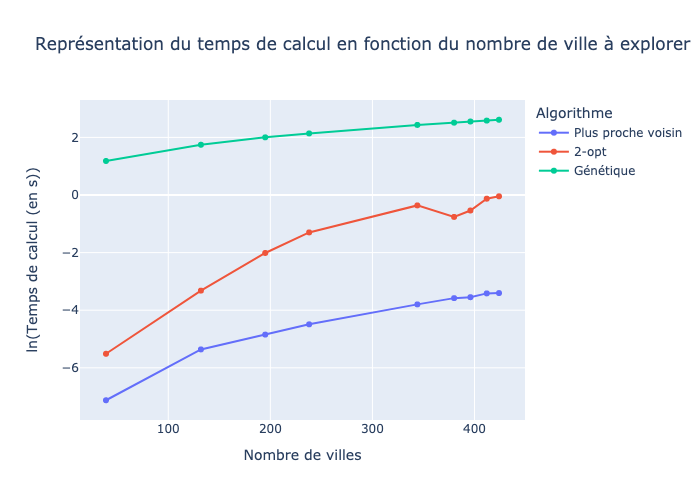 Représentation du temps de calcul en fonction du nombre de ville à explorer
Algorithme
Plus proche voisin
2-opt
Génétique
ln(Temps de calcul (en s))
2
0
−2
−4
−6
100 200 300 400
Nombre de villes